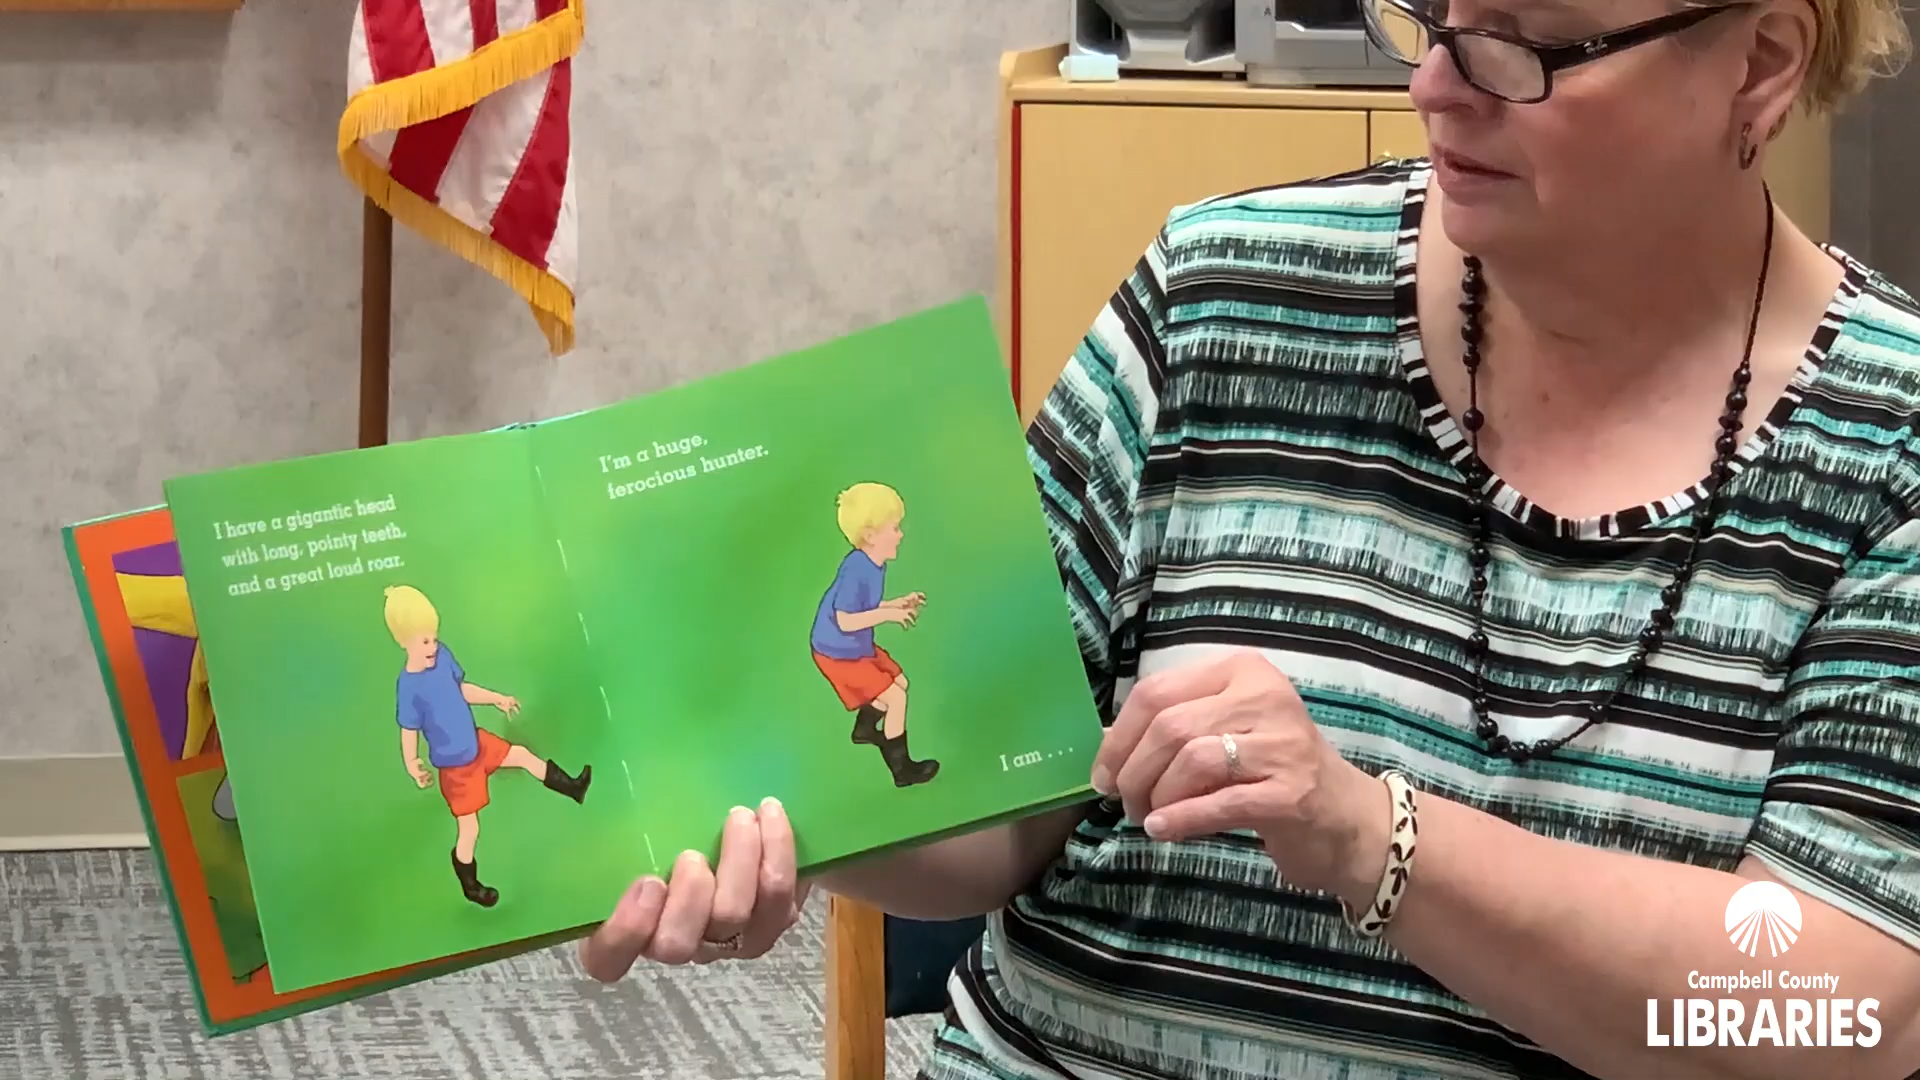 I have a gigantic head
with long, pointy teeth,
and a great loud roar.
I'm a huge,
ferocious hunter.
I am . . .
Campbell County
LIBRARIES